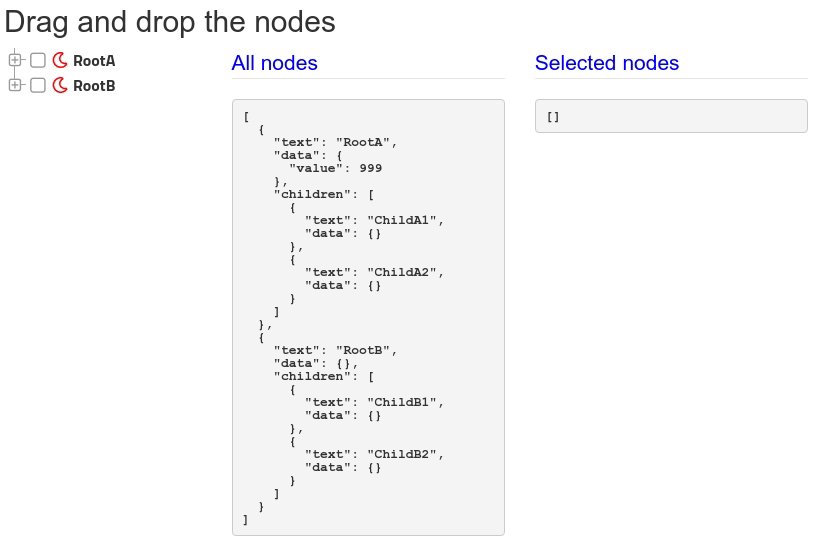 Drag and drop the nodes
RootA
RootB
All nodes
[
  {
    "text": "RootA",
    "data": {
      "value": 999
    },
    "children": [
      {
        "text": "ChildA1",
        "data": {}
      },
      {
        "text": "ChildA2",
        "data": {}
      }
    ]
  },
  {
    "text": "RootB",
    "data": {},
    "children": [
      {
        "text": "ChildB1",
        "data": {}
      },
      {
        "text": "ChildB2",
        "data": {}
      }
    ]
  }
]
Selected nodes
[]